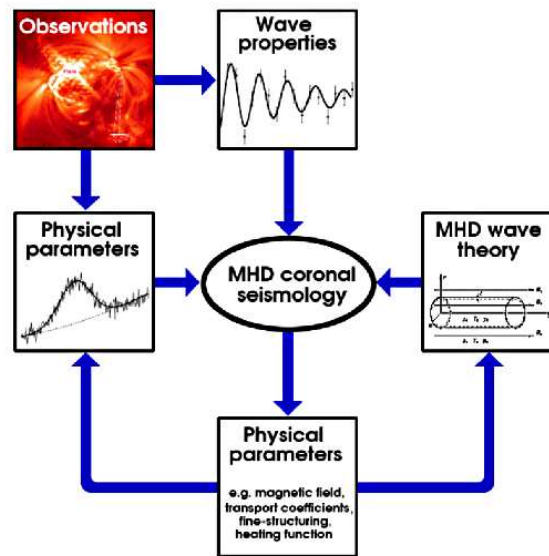 Observations
Wave
properties
Physical
parameters
MHD coronal
seismology
MHD wave
theory
Physical
parameters
e.g. magnetic field,
transport coefficients,
fine-structuring,
heating function